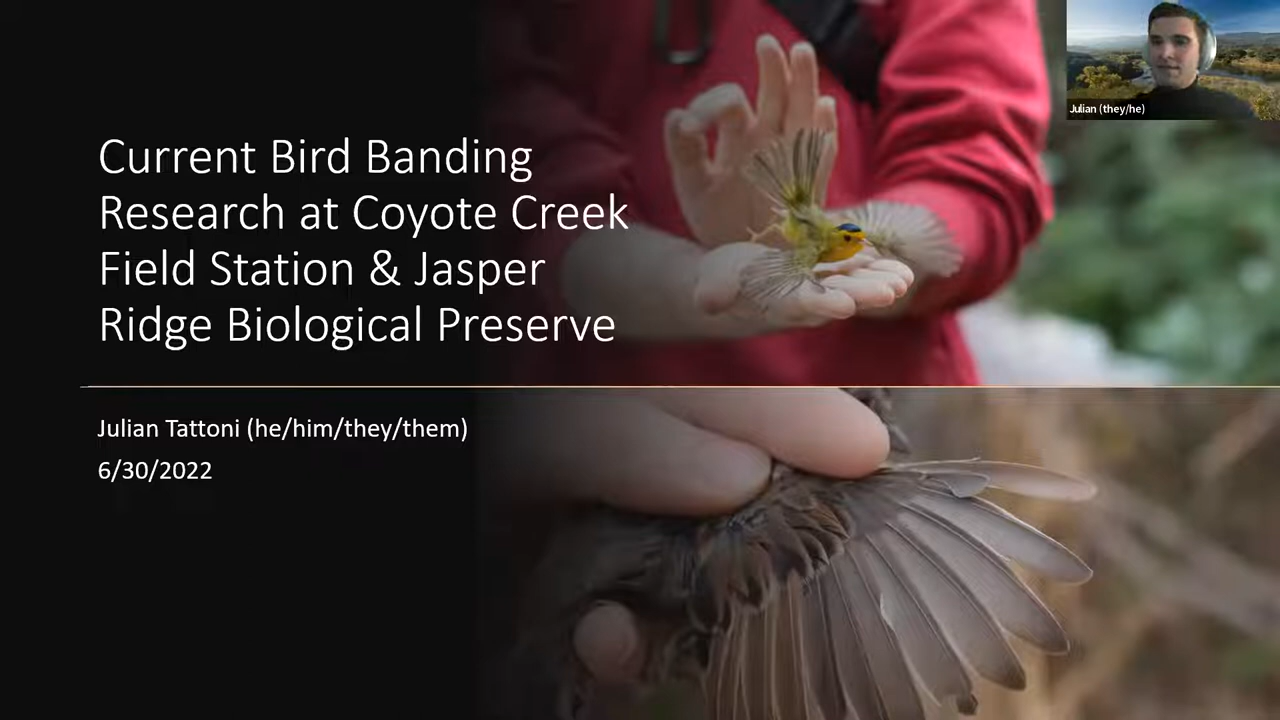 Current Bird Banding
Research at Coyote Creek
Field Station & Jasper
Ridge Biological Preserve
Julian Tattoni (he/him/they/them)
6/30/2022
Julian (they/he)